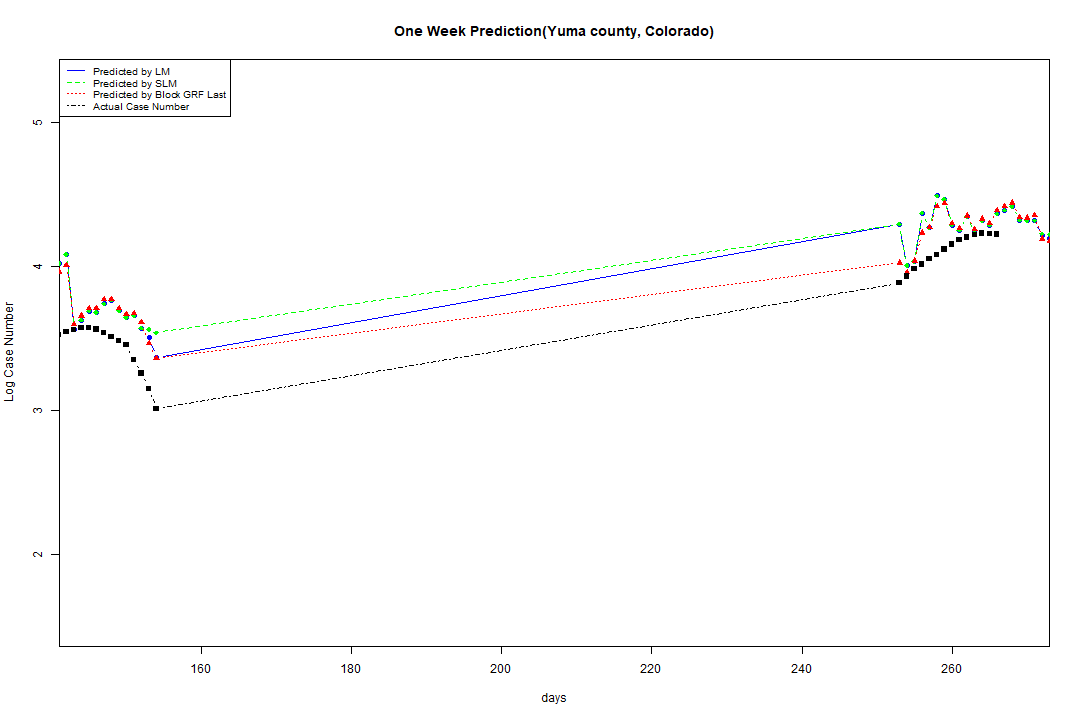 One Week Prediction(Yuma county, Colorado)
Predicted by LM
Predicted by SLM
Predicted by Block GRF Last
Actual Case Number
5
4
3
2
Log Case Number
160 180 200 220 240 260
days